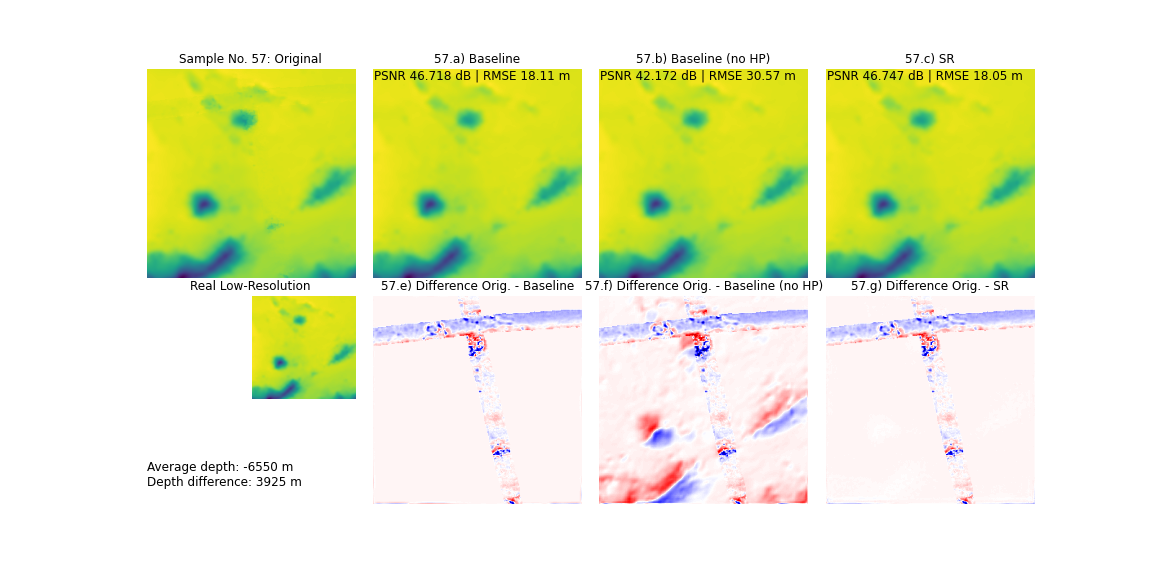 Sample No. 57: Original
57.a) Baseline
57.b) Baseline (no HP)
57.c) SR
PSNR 46.718 dB | RMSE 18.11 m
PSNR 42.172 dB | RMSE 30.57 m
PSNR 46.747 dB | RMSE 18.05 m
Real Low-Resolution
57.e) Difference Orig. - Baseline
57.f) Difference Orig. - Baseline (no HP)
57.g) Difference Orig. - SR
Average depth: -6550 m
Depth difference: 3925 m